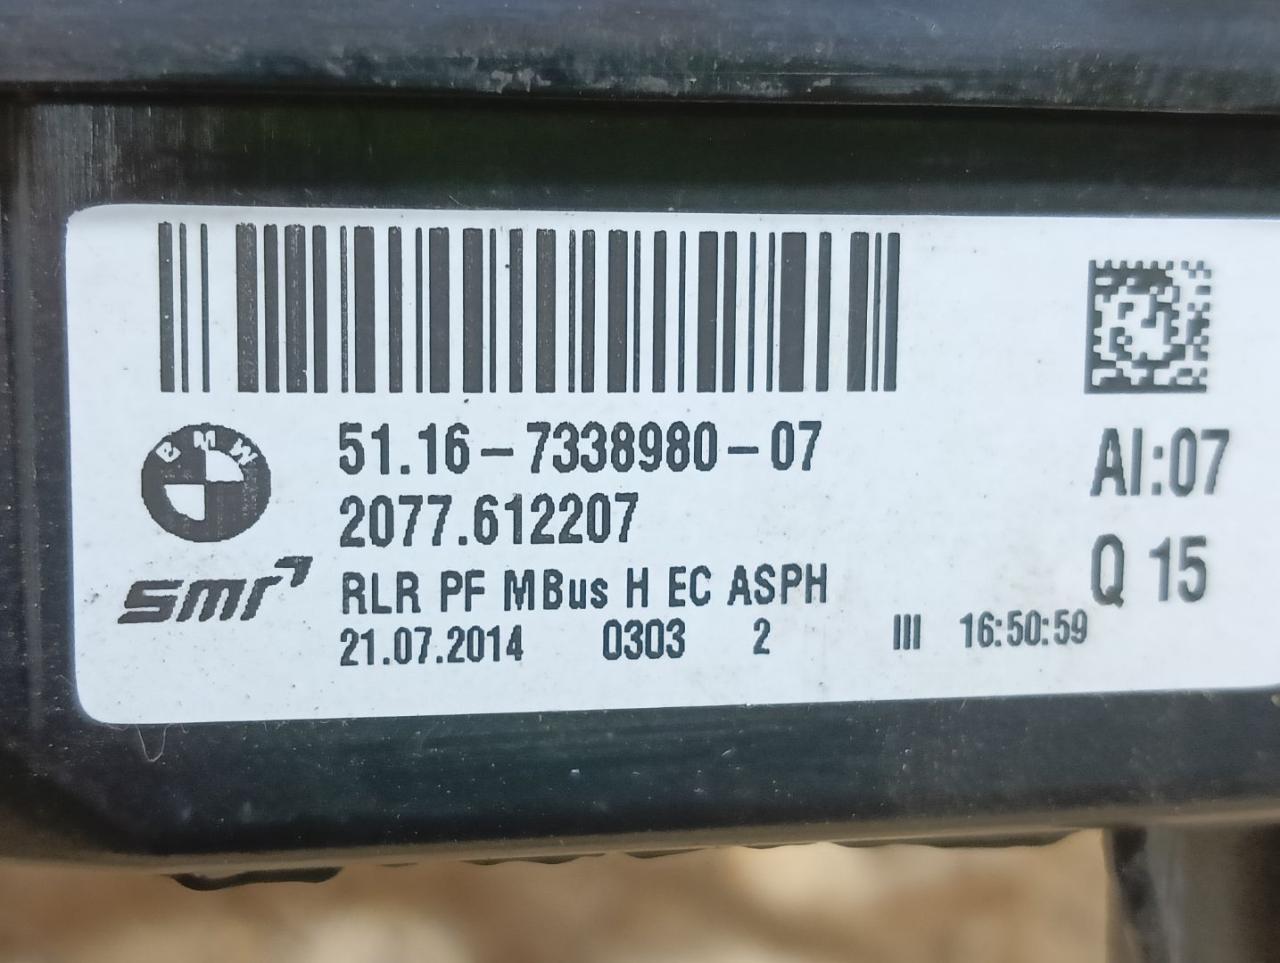 BMW
51.16-7338980-07
2077.612207
smr
RLR PF MBus H EC ASPH
21.07.2014 0303 2 III 16:50:59
AI:07
Q 15